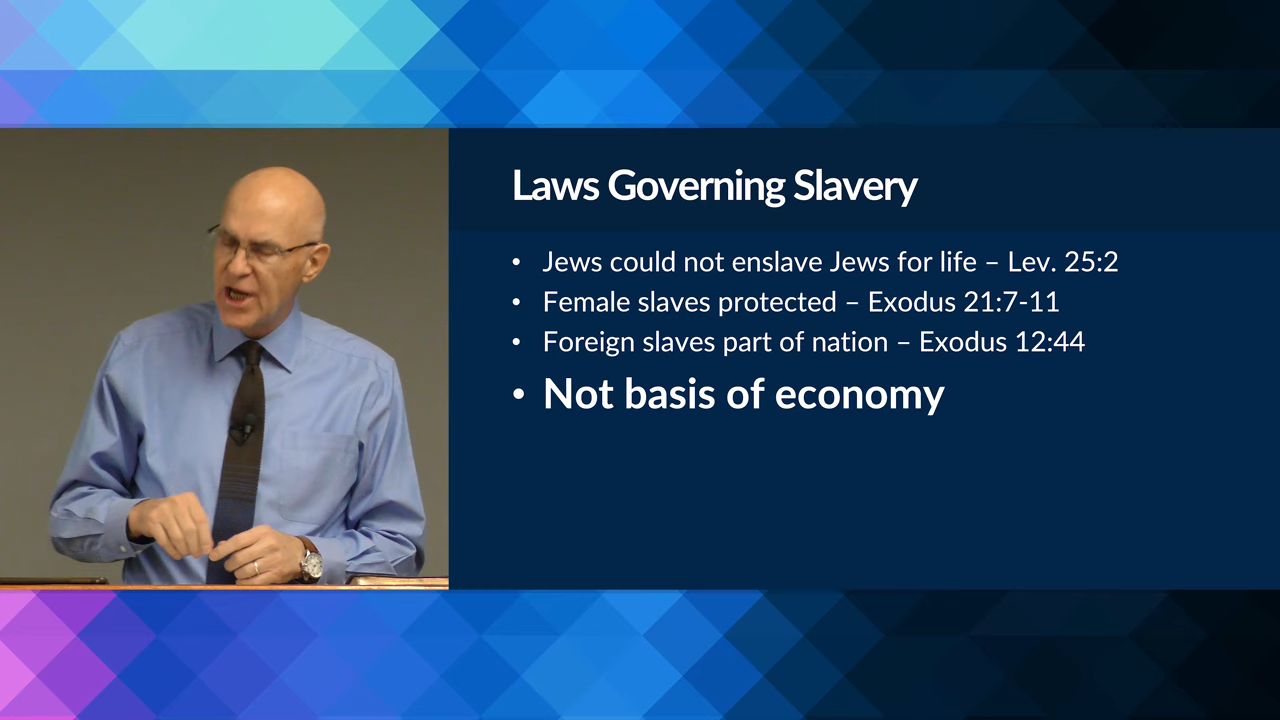 Laws Governing Slavery
• Jews could not enslave Jews for life – Lev. 25:2
• Female slaves protected – Exodus 21:7-11
• Foreign slaves part of nation – Exodus 12:44
• Not basis of economy